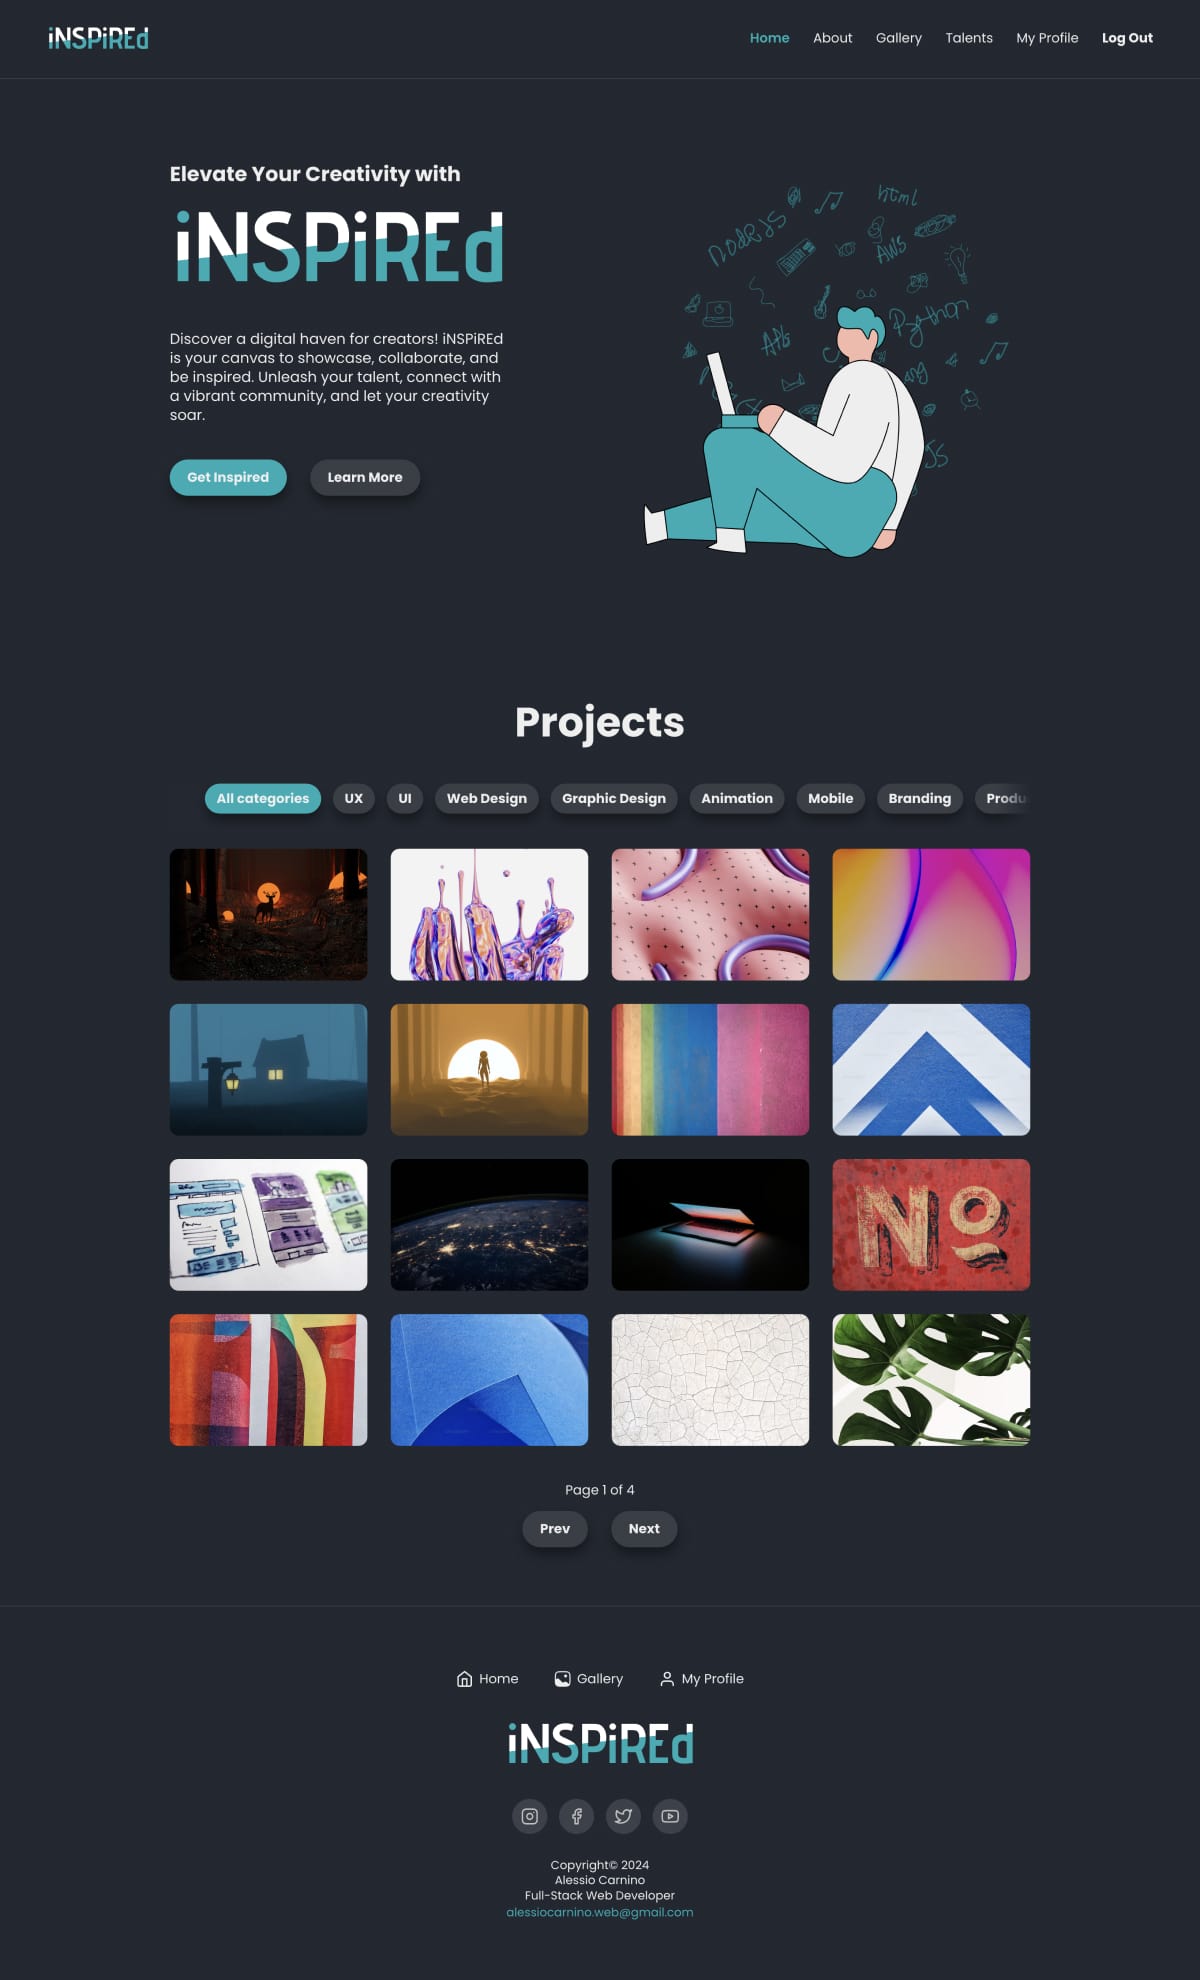 iNSPiREd
Home About Gallery Talents My Profile Log Out
Elevate Your Creativity with
iNSPiREd
Discover a digital haven for creators! iNSPiREd
is your canvas to showcase, collaborate, and
be inspired. Unleash your talent, connect with
a vibrant community, and let your creativity
soar.
Get Inspired Learn More
html
NodeJS
AWS
Python
APIs
JS
Projects
All categories UX UI Web Design Graphic Design Animation Mobile Branding
No
Page 1 of 4
Prev Next
Home Gallery My Profile
iNSPiREd
Copyright© 2024
Alessio Carnino
Full-Stack Web Developer
alessiocarnino.web@gmail.com